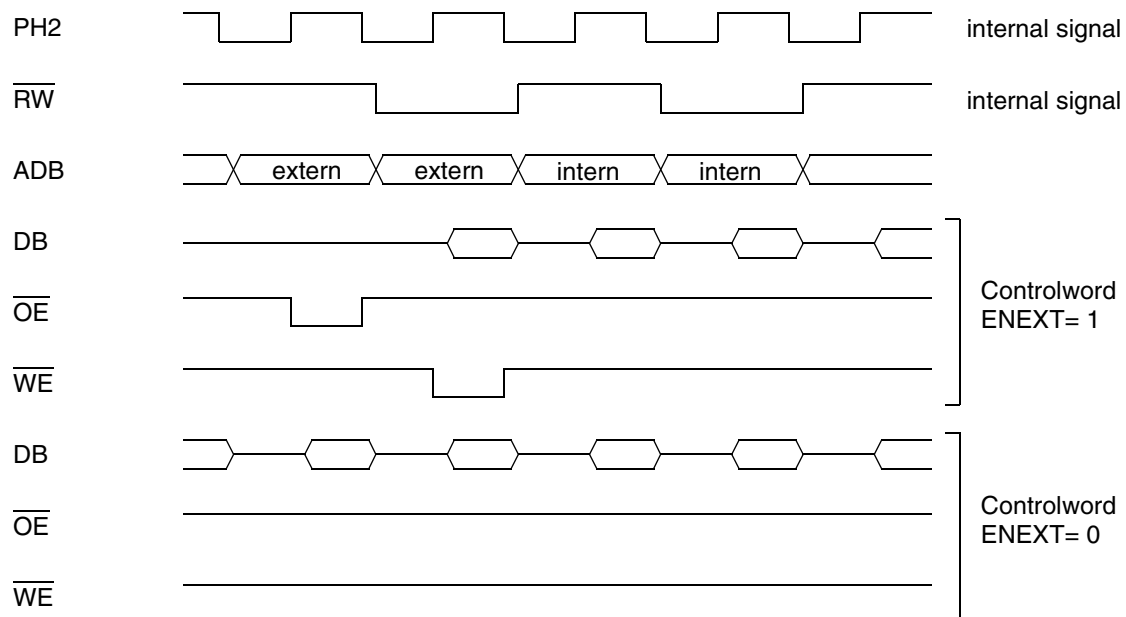 PH2 internal signal
RW internal signal
ADB extern extern intern intern
DB
OE
WE
Controlword
ENEXT= 1
DB
OE
WE
Controlword
ENEXT= 0